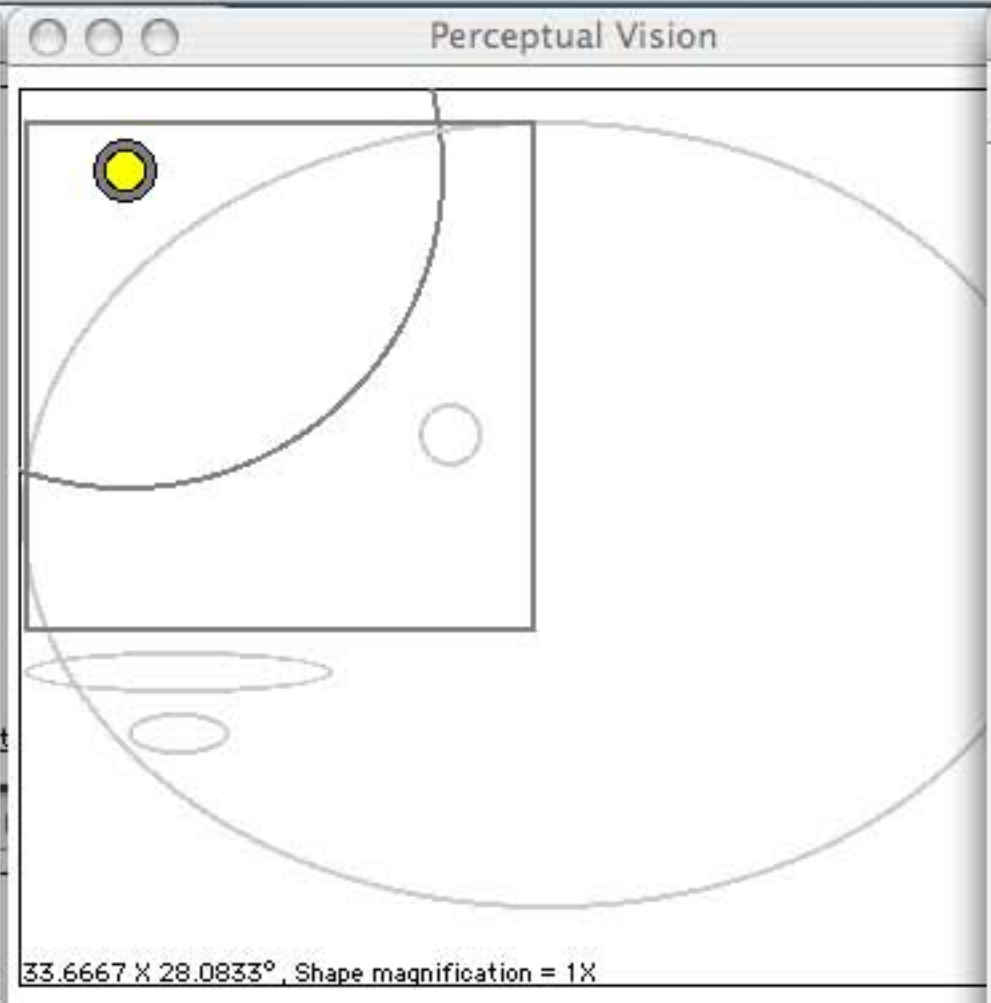 Perceptual Vision
33.6667 X 28.0833°, Shape magnification = 1X